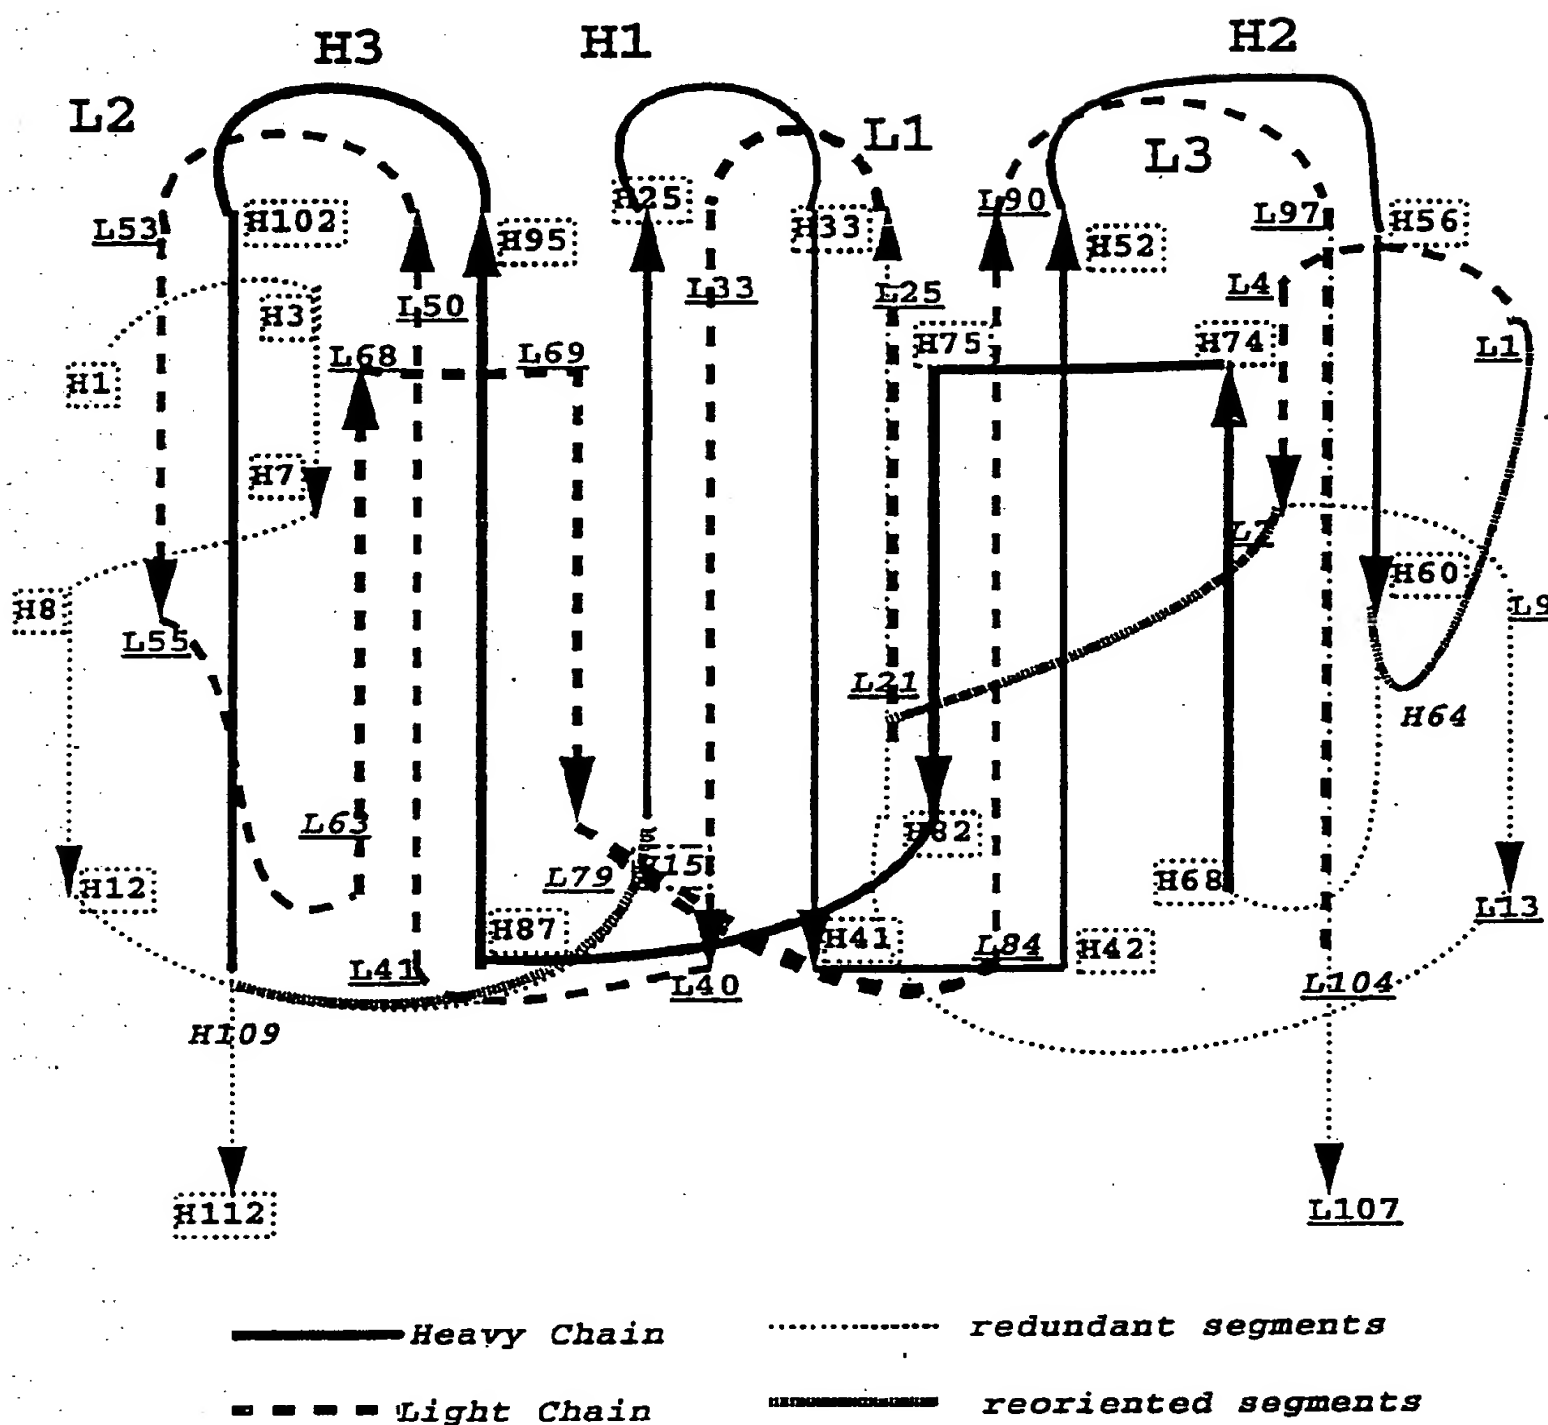 H3
H1
H2
L2
L1
L3
H25
L90
L97
H56
L53
H102
H95
H33
H52
L50
L33
L25
L4
H3
H75
H74
L1
L68
L69
H1
H7
L7
H60
H8
L9
L55
L21
H64
L63
H82
L79
H15
H12
H68
L13
H87
H41
L84
H42
L41
L40
L104
H109
H112
L107
Heavy Chain
redundant segments
Light Chain
reoriented segments